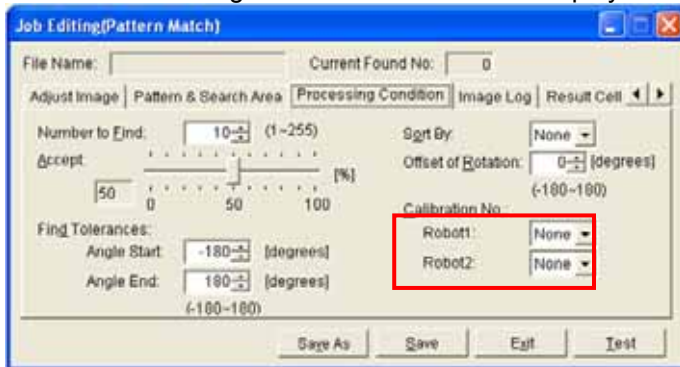 Job Editing(Pattern Match)
File Name: Current Found No: 0
Adjust Image Pattern & Search Area Processing Condition Image Log Result Cell
Number to Find: 10 (1~255) Sort By: None
Accept: 50 0 50 100 [%] Offset of Rotation: 0 [degrees]
(-180~180)
Calibration No.:
Find Tolerances: Robot1: None
Angle Start: -180 [degrees] Robot2: None
Angle End: 180 [degrees]
(-180~180)
Save As Save Exit Test